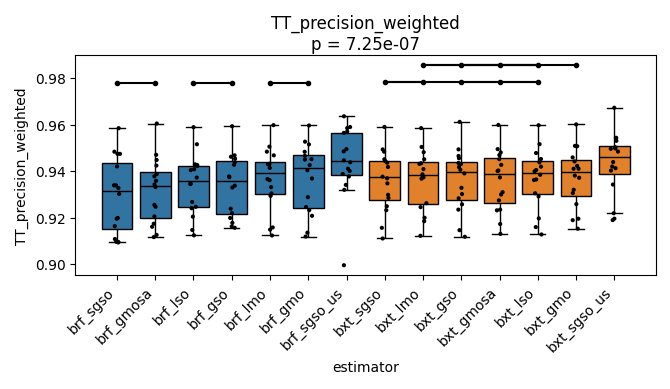 TT_precision_weighted
p = 7.25e-07
TT_precision_weighted
0.98
0.96
0.94
0.92
0.90
brf_sgso
brf_gmosa
brf_lso
brf_gso
brf_lmo
brf_gmo
brf_sgso_us
bxt_sgso
bxt_lmo
bxt_gso
bxt_gmosa
bxt_lso
bxt_gmo
bxt_sgso_us
estimator